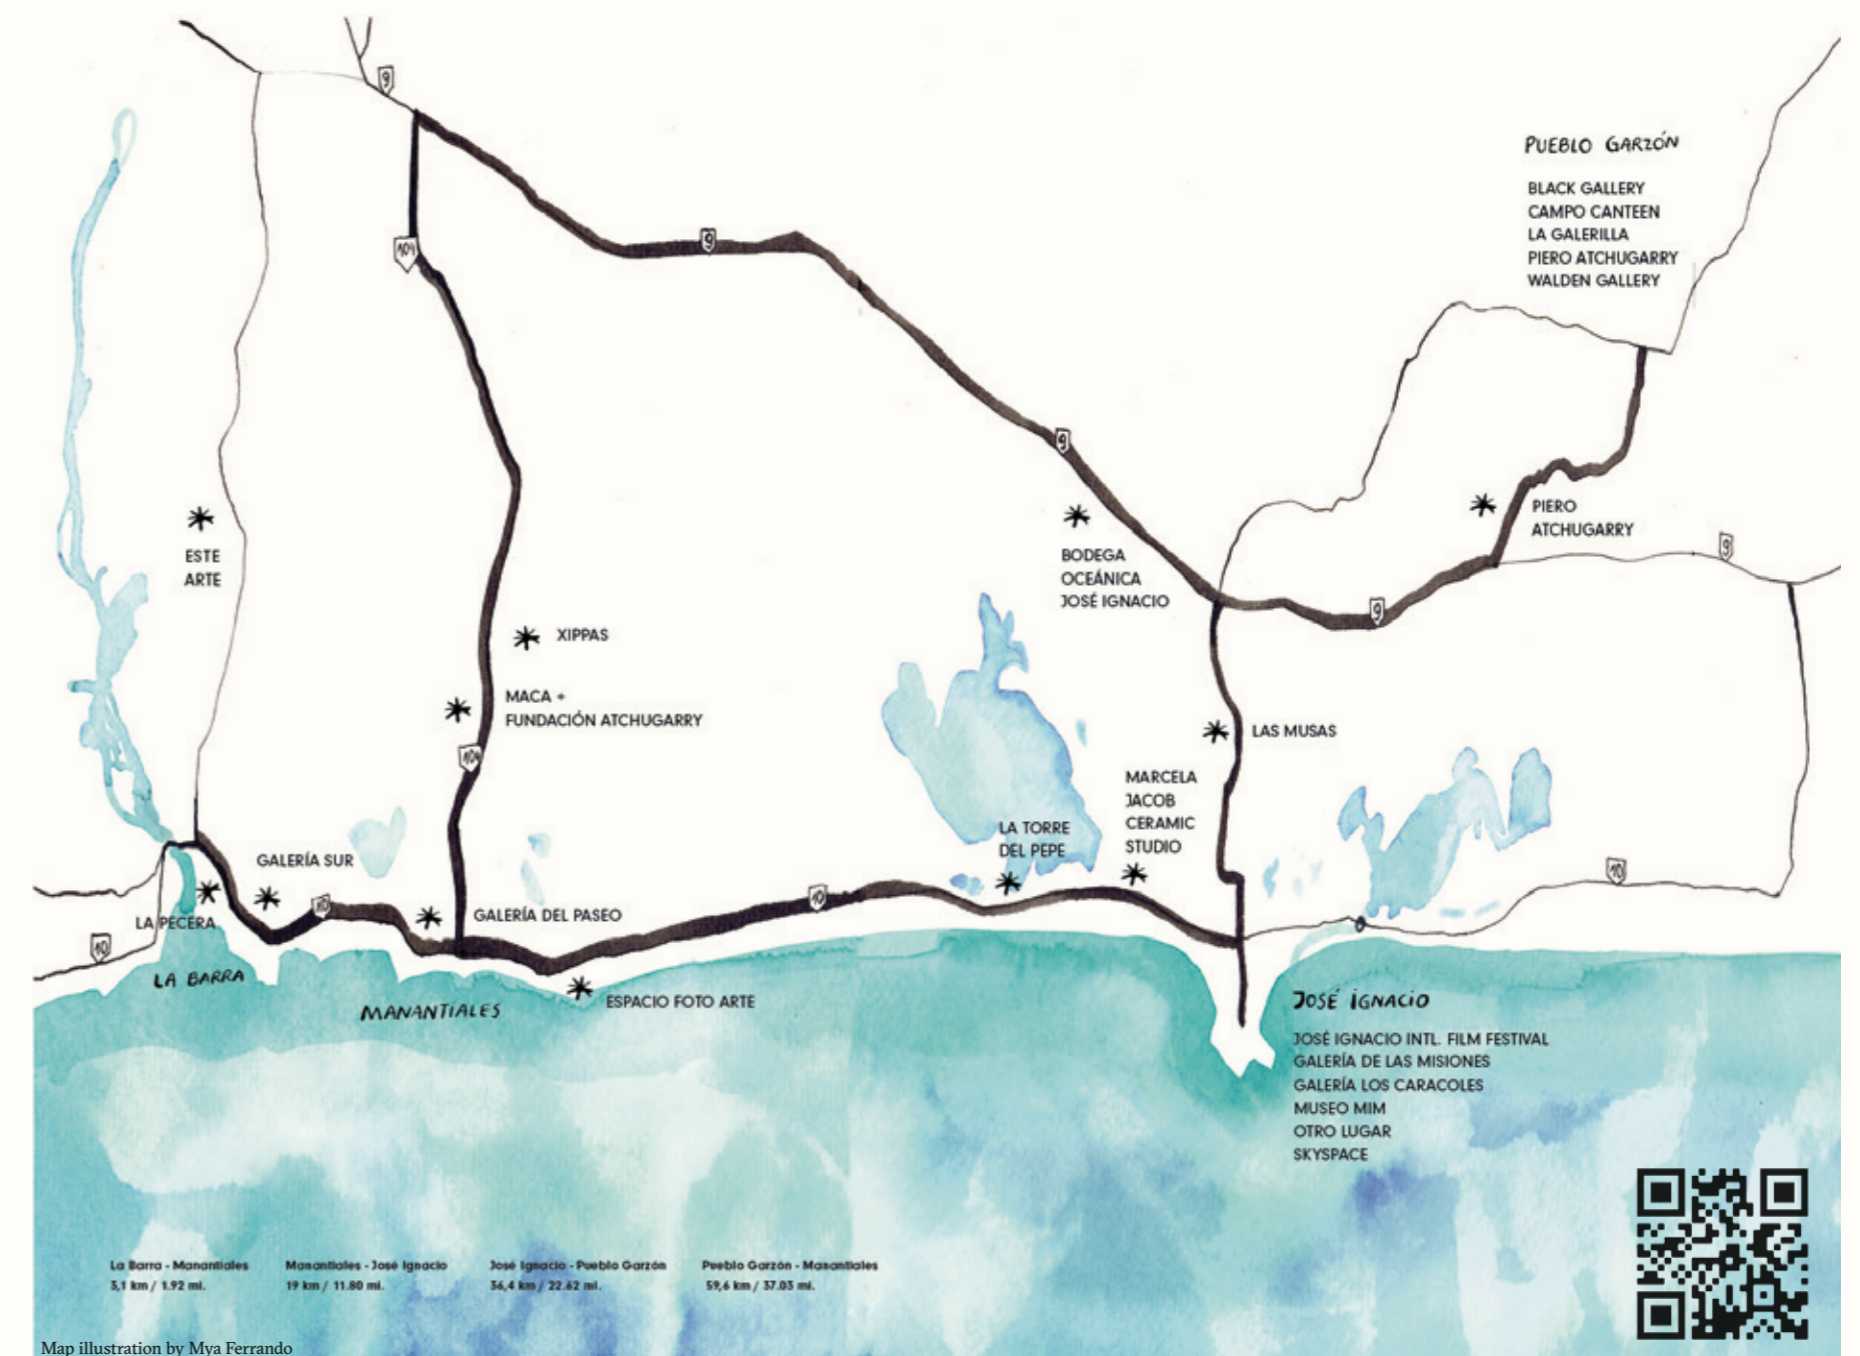 9
PUEBLO GARZÓN
BLACK GALLERY
CAMPO CANTEEN
LA GALERILLA
PIERO ATCHUGARRY
WALDEN GALLERY
104
9
9
PIERO
ATCHUGARRY
9
ESTE
ARTE
BODEGA
OCEÁNICA
JOSÉ IGNACIO
9
XIPPAS
MACA +
FUNDACIÓN ATCHUGARRY
104
LAS MUSAS
MARCELA
JACOB
CERAMIC
STUDIO
LA TORRE
DEL PEPE
GALERÍA SUR
10
10
10
GALERÍA DEL PASEO
LA PECERA
10
LA BARRA
MANANTIALES
ESPACIO FOTO ARTE
JOSÉ IGNACIO
JOSÉ IGNACIO INTL. FILM FESTIVAL
GALERÍA DE LAS MISIONES
GALERÍA LOS CARACOLES
MUSEO MIM
OTRO LUGAR
SKYSPACE
La Barra - Manantiales
3,1 km / 1.92 mi.
Manantiales - José Ignacio
19 km / 11.80 mi.
José Ignacio - Pueblo Garzón
36,4 km / 22.62 mi.
Pueblo Garzón - Manantiales
59,6 km / 37.03 mi.
Map illustration by Mya Ferrando